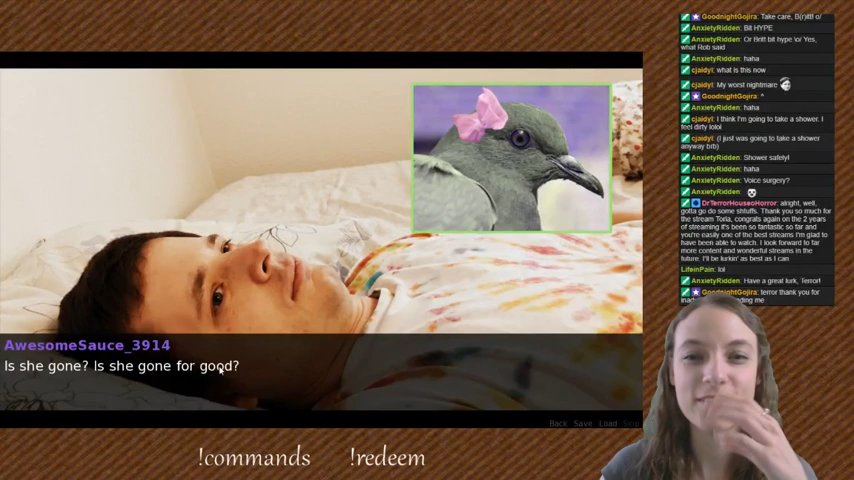 GoodnightGojira: Take care, B(r)itt! o/
AnxietyRidden: Bit HYPE
AnxietyRidden: Or Britt bit hype \o/ Yes,
what Rob said
AnxietyRidden: haha
cjaidyl: what is this now
cjaidyl: My worst nightmare
GoodnightGojira: ^
AnxietyRidden: haha
cjaidyl: I think I'm going to take a shower. I
feel dirty lolol
cjaidyl: (I just was going to take a shower
anyway brb)
AnxietyRidden: Shower safely!
AnxietyRidden: haha
AnxietyRidden: Voice surgery?
AnxietyRidden:
DrTerrorHouseoHorror: alright, well,
gotta go do some shtuffs. Thank you so much for
the stream Toria, congrats again on the 2 years
of streaming it's been so fantastic so far and
you're easily one of the best streams I'm glad to
have been able to watch. I look forward to far
more content and wonderful streams in the
future. I'll be lurkin' as best as I can
LifeinPain: lol
AnxietyRidden: Have a great lurk, Terror!
GoodnightGojira: terror thank you for
AwesomeSauce_3914
Is she gone? Is she gone for good?
Back Save Load Skip
!commands !redeem